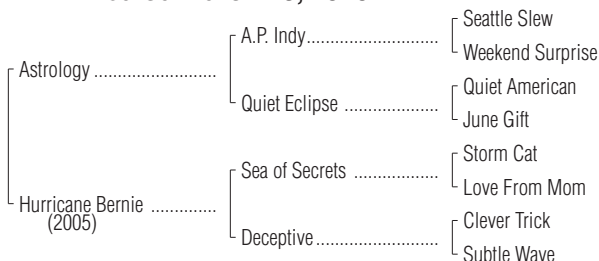 Seattle Slew
A.P. Indy
Weekend Surprise
Astrology
Quiet American
Quiet Eclipse
June Gift
Storm Cat
Sea of Secrets
Love From Mom
Hurricane Bernie
(2005)
Clever Trick
Deceptive
Subtle Wave